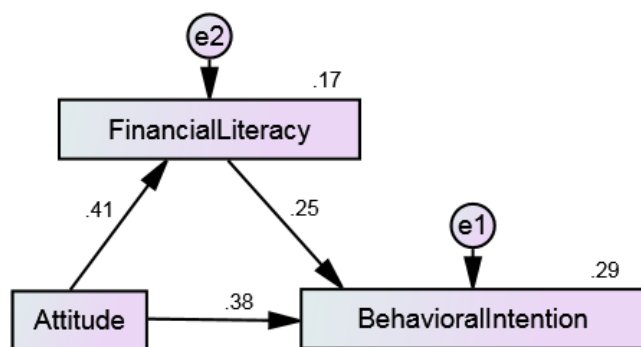 e2
.17
FinancialLiteracy
.41
.25
e1
.29
Attitude
.38
BehavioralIntention